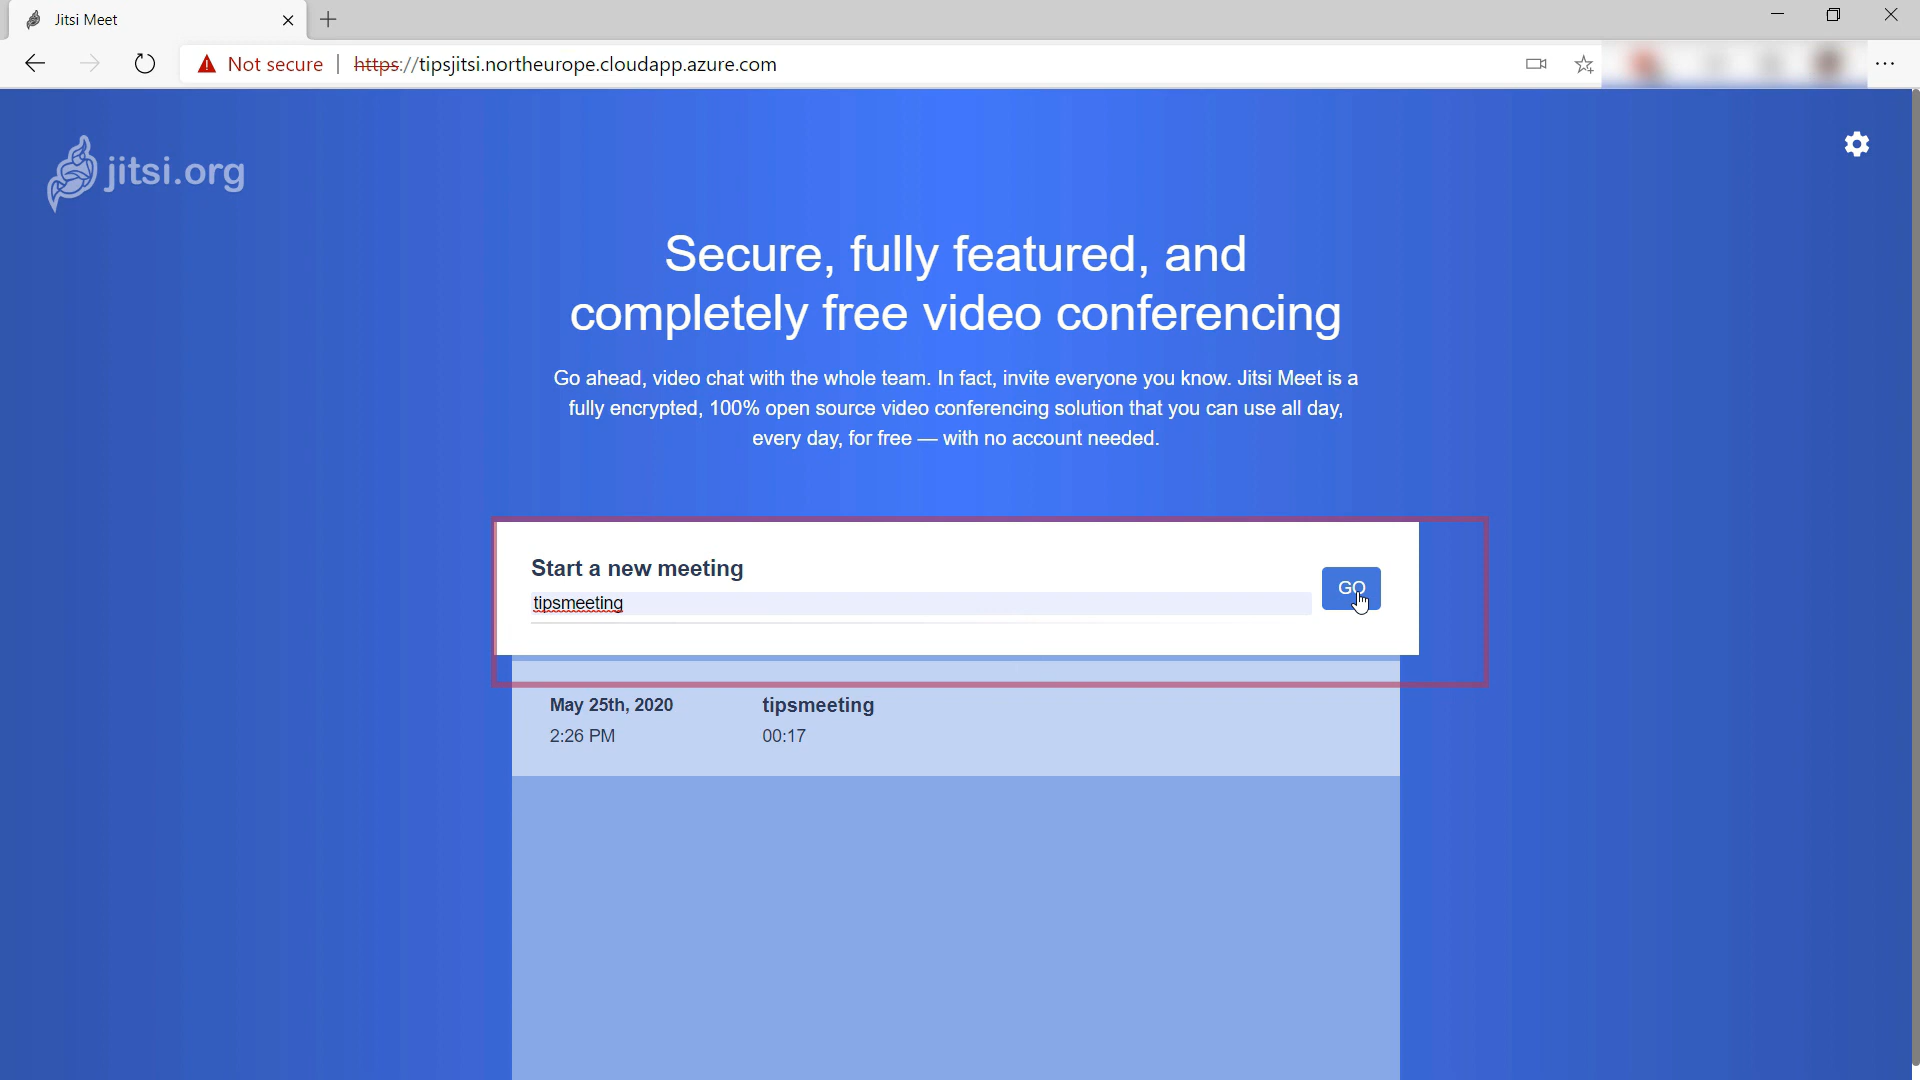 Jitsi Meet
Not secure | https://tipsjitsi.northeurope.cloudapp.azure.com
jitsi.org
Secure, fully featured, and
completely free video conferencing
Go ahead, video chat with the whole team. In fact, invite everyone you know. Jitsi Meet is a
fully encrypted, 100% open source video conferencing solution that you can use all day,
every day, for free — with no account needed.
Start a new meeting
tipsmeeting
GO
May 25th, 2020 tipsmeeting
2:26 PM 00:17